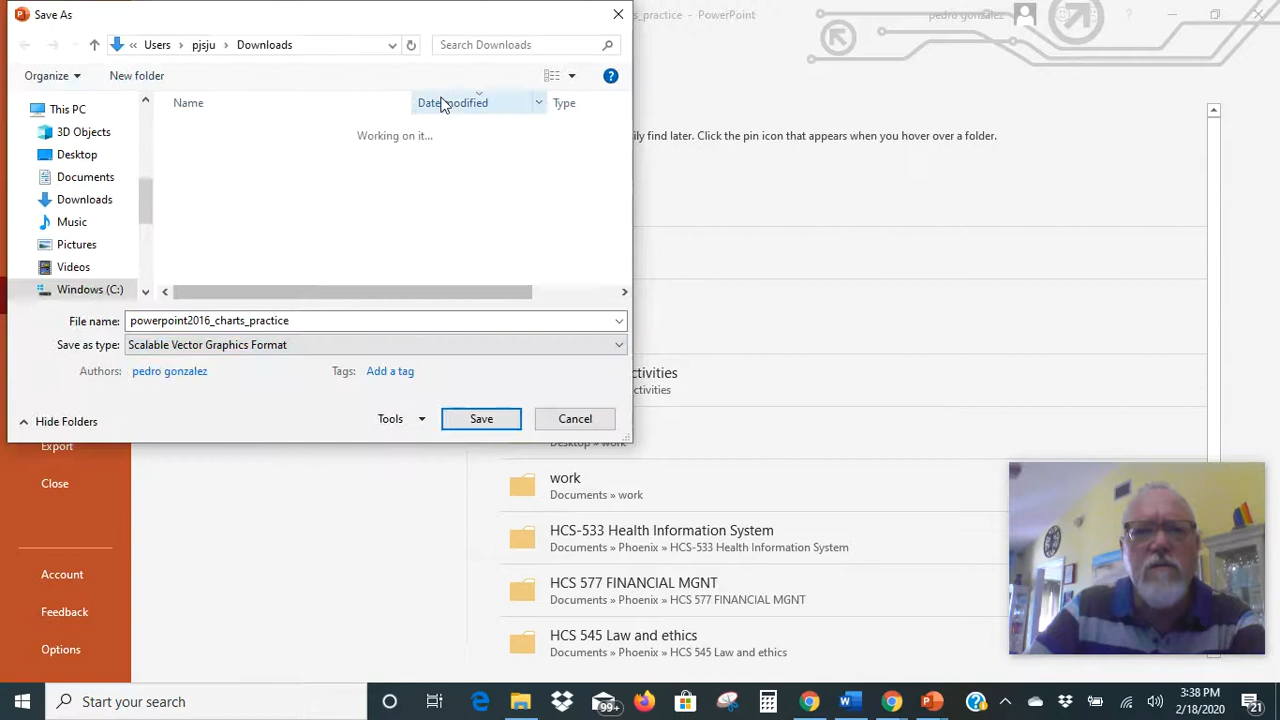 Save As
s_practice - PowerPoint
pedro gonzalez
Users
pjsju
Downloads
Search Downloads
Organize
New folder
This PC
3D Objects
Desktop
Documents
Downloads
Music
Pictures
Videos
Windows (C:)
Name
Date modified
Type
Working on it...
ily find later. Click the pin icon that appears when you hover over a folder.
File name: powerpoint2016_charts_practice
Save as type: Scalable Vector Graphics Format
Authors: pedro gonzalez
Tags: Add a tag
Hide Folders
Tools
Save
Cancel
ctivities
ctivities
Desktop » work
work
Documents » work
HCS-533 Health Information System
Documents » Phoenix » HCS-533 Health Information System
HCS 577 FINANCIAL MGNT
Documents » Phoenix » HCS 577 FINANCIAL MGNT
HCS 545 Law and ethics
Documents » Phoenix » HCS 545 Law and ethics
Export
Close
Account
Feedback
Options
Start your search
99+
3:38 PM
2/18/2020
21